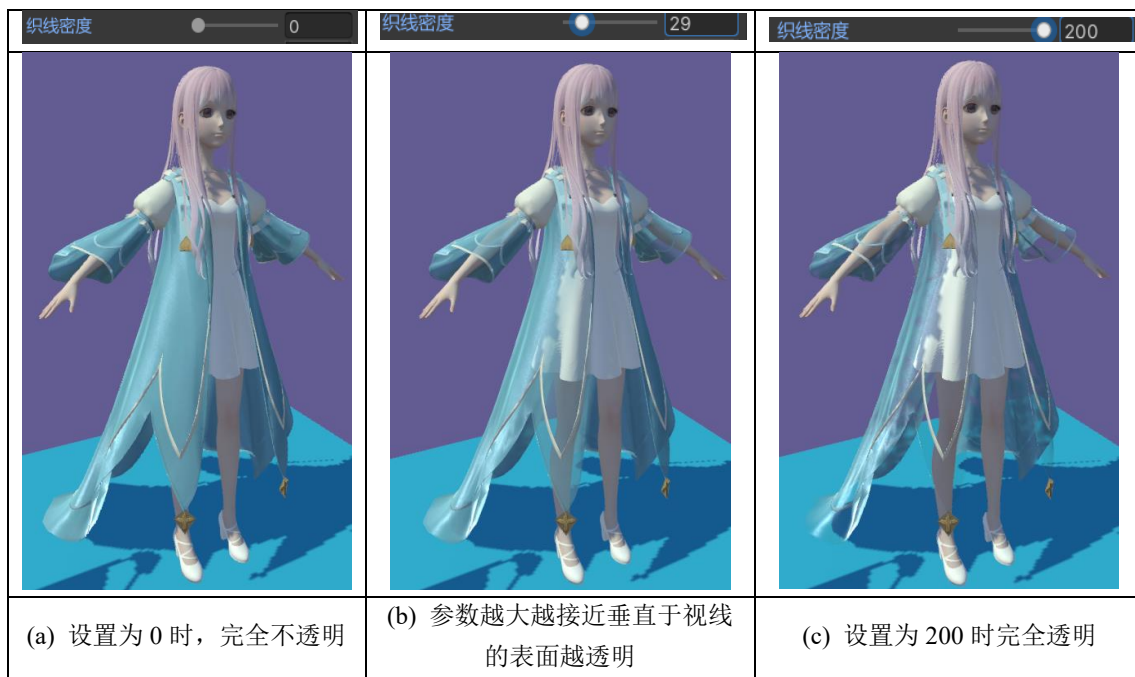 织线密度 0
织线密度 29
织线密度 200
(a) 设置为 0 时，完全不透明
(b) 参数越大越接近垂直于视线
的表面越透明
(c) 设置为 200 时完全透明